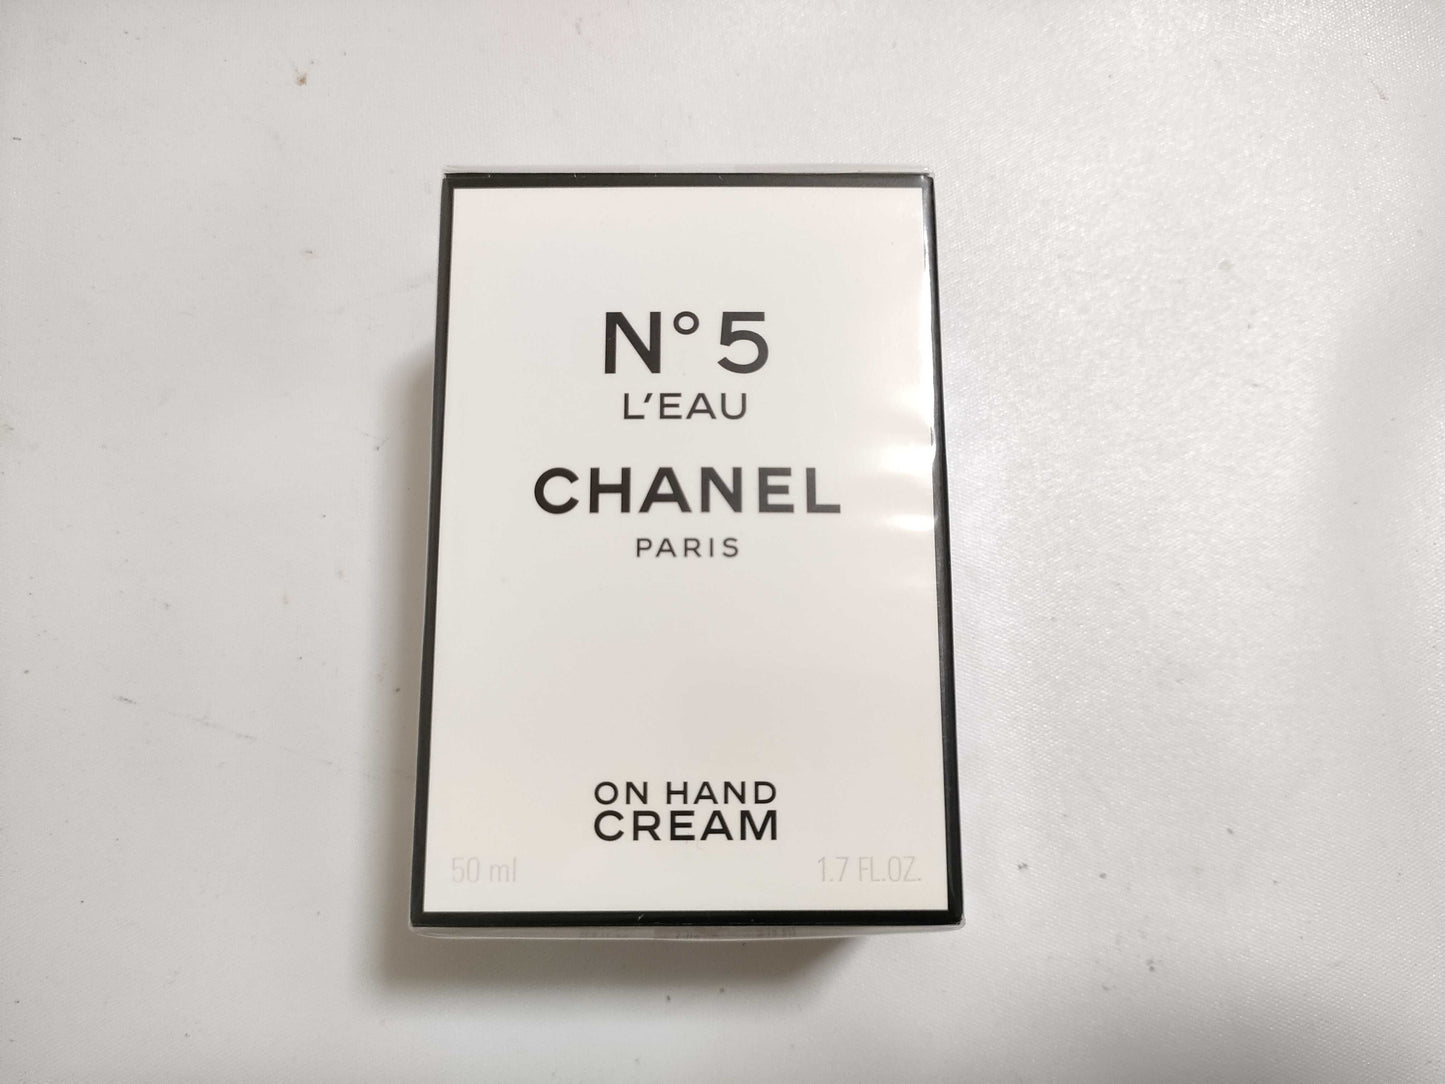 N° 5
L'EAU
CHANEL
PARIS
ON HAND
CREAM
50 ml 1.7 FL.OZ.